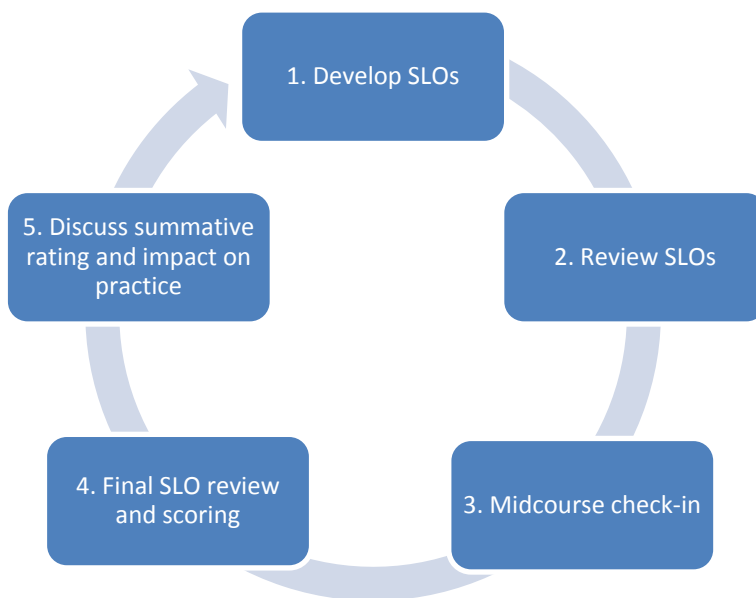 1. Develop SLOs
2. Review SLOs
3. Midcourse check-in
4. Final SLO review
and scoring
5. Discuss summative
rating and impact on
practice